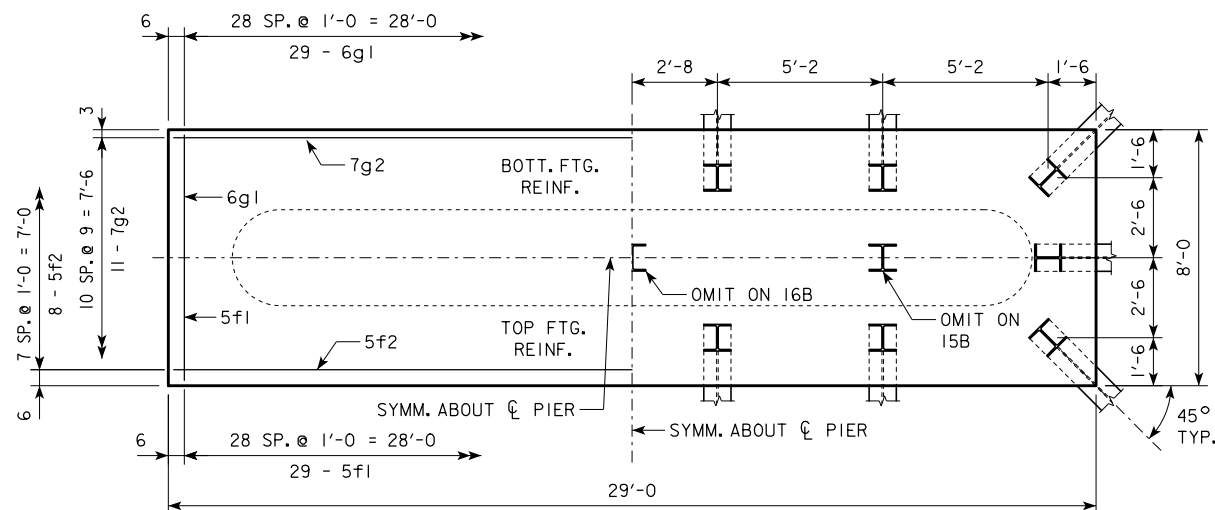 6
28 SP. @ 1'-0 = 28'-0
29 - 6g1
2'-8
5'-2
5'-2
1'-6
3
7g2
BOTT. FTG.
REINF.
6g1
1'-6
2'-6
8'-0
2'-6
1'-6
7 SP. @ 1'-0 = 7'-0
8 - 5f2
10 SP. @ 9 = 7'-6
11 - 7g2
OMIT ON 16B
OMIT ON
15B
5f1
TOP FTG.
REINF.
5f2
6
SYMM. ABOUT ℄ PIER
SYMM. ABOUT ℄ PIER
45°
TYP.
6
28 SP. @ 1'-0 = 28'-0
29 - 5f1
29'-0